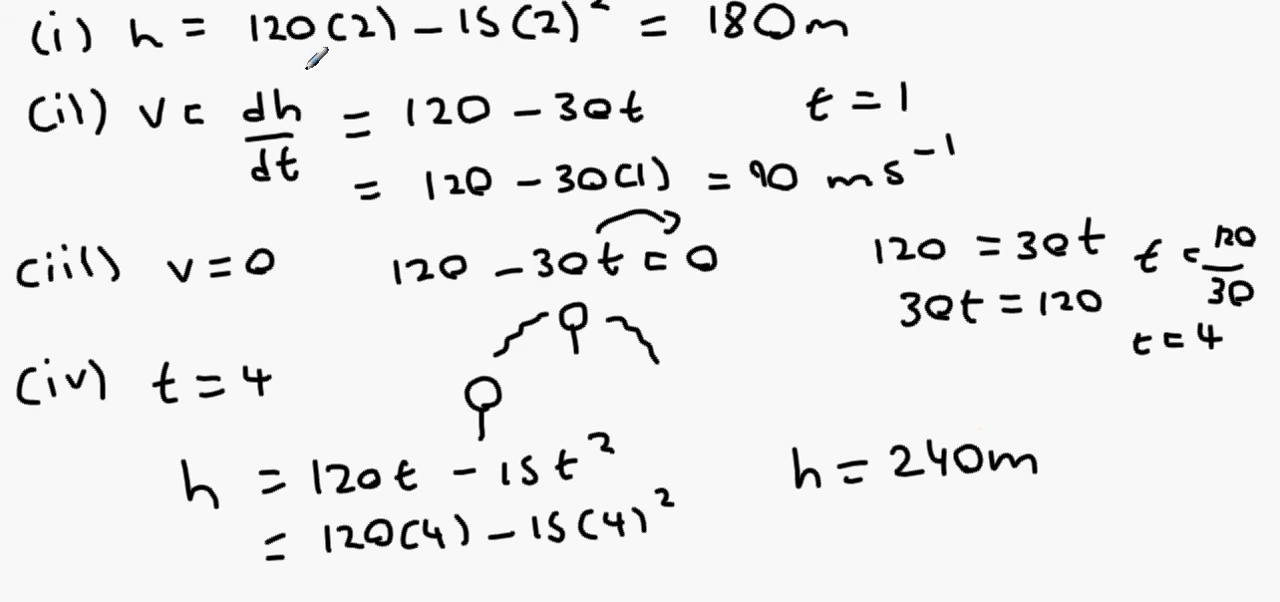 (i) h = 120(2) - 15(2)² = 180m
(ii) v = dh/dt = 120 - 30t t = 1
= 120 - 30(1) = 90 ms⁻¹
(iii) v = 0 120 - 30t = 0 120 = 30t t = 120/30
30t = 120
t = 4
(iv) t = 4
h = 120t - 15t² h = 240m
= 120(4) - 15(4)²